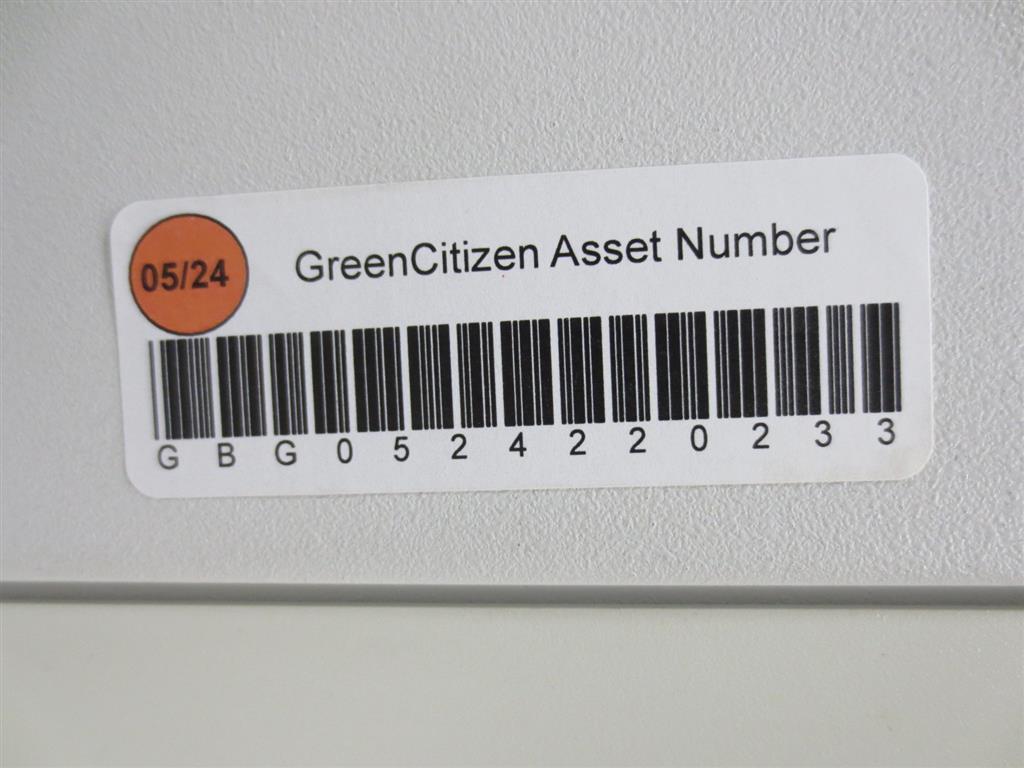 05/24
GreenCitizen Asset Number
G B G 0 5 2 4 2 2 0 2 3 3